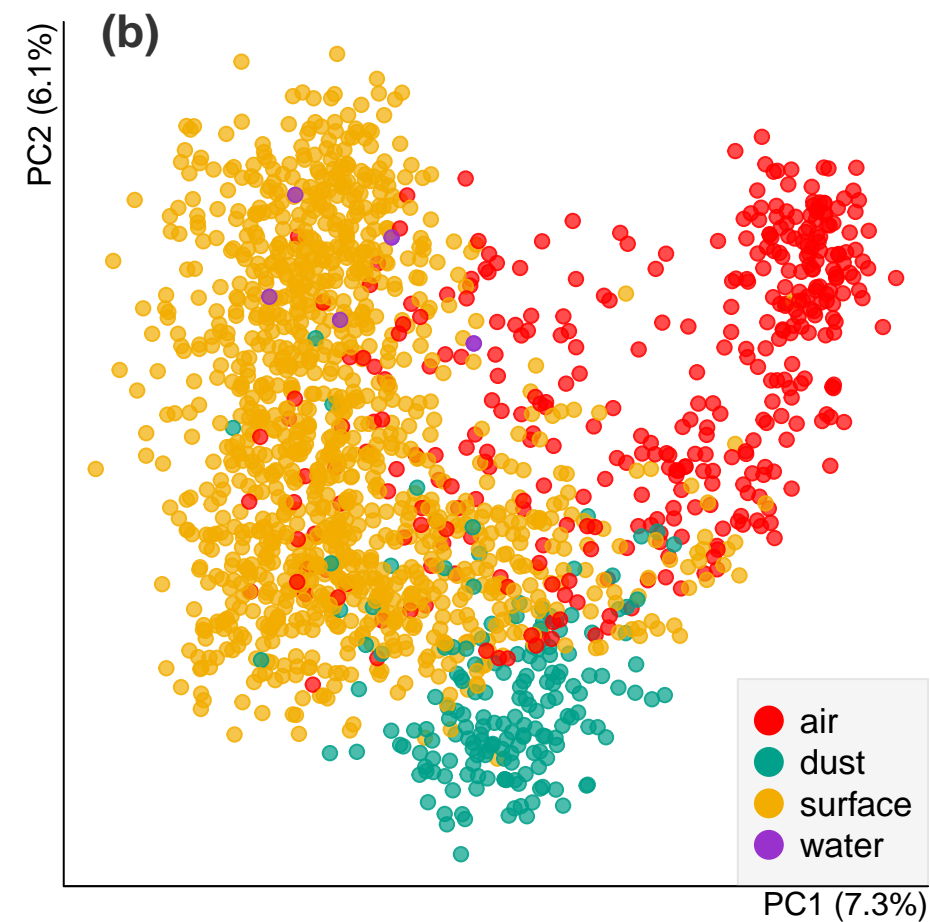 (b)
PC2 (6.1%)
air
dust
surface
water
PC1 (7.3%)